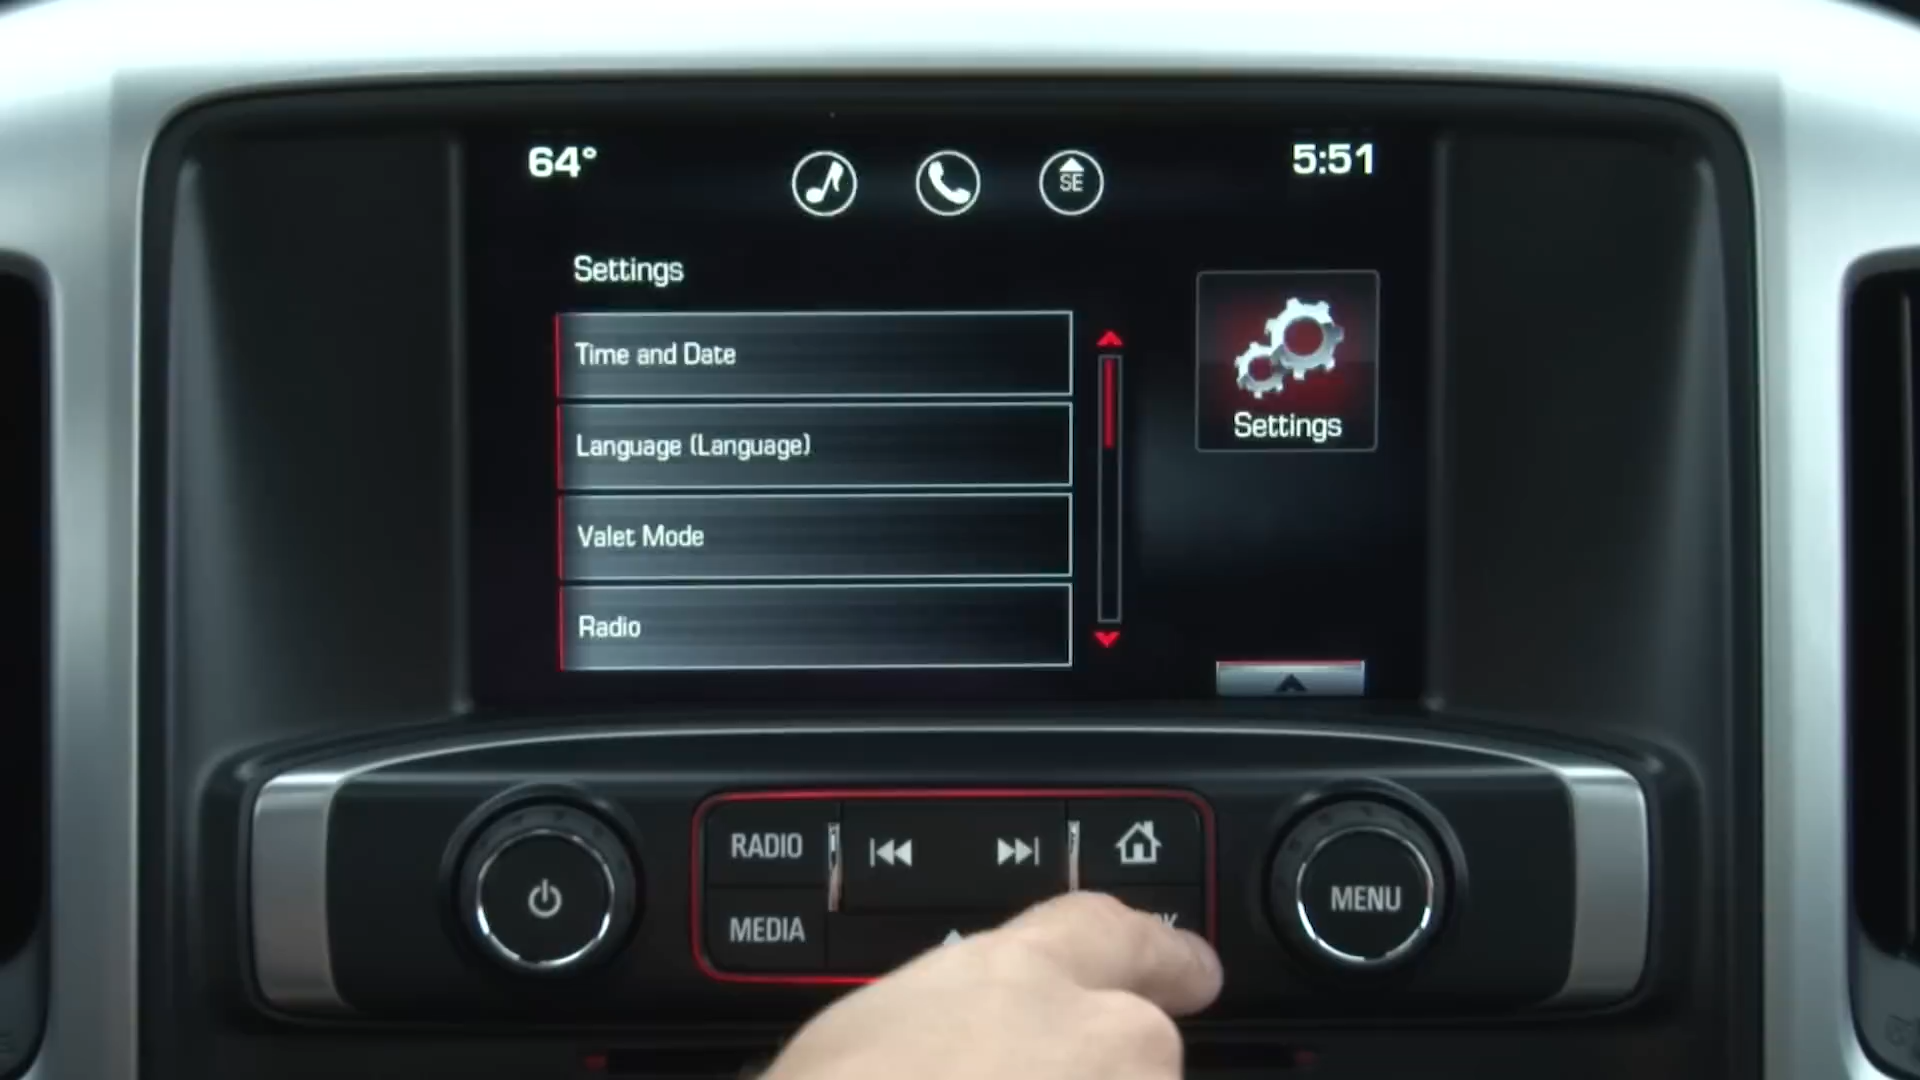 64°
SE
5:51
Settings
Time and Date
Language (Language)
Valet Mode
Radio
Settings
RADIO
MEDIA
MENU